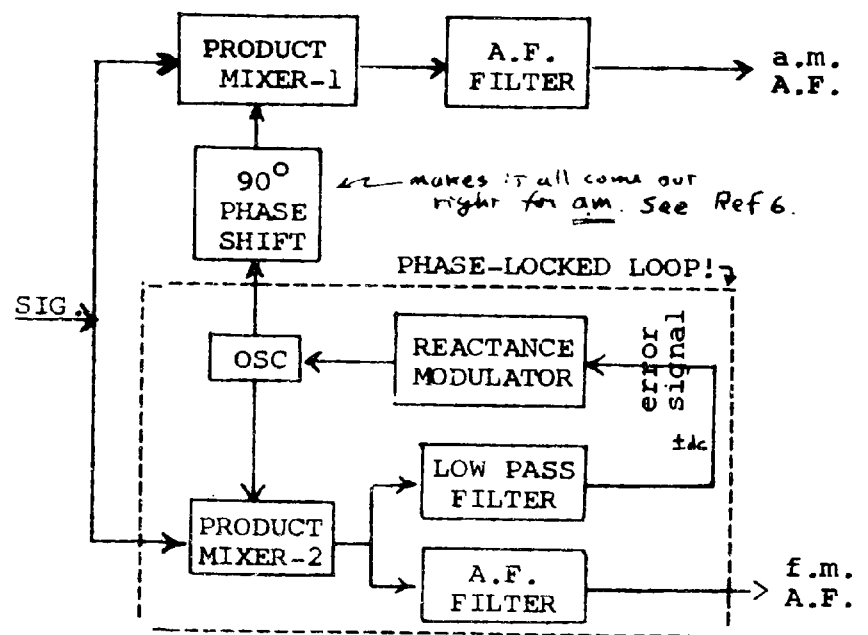 PRODUCT
MIXER-1
A.F.
FILTER
a.m.
A.F.
90°
PHASE
SHIFT
makes it all come out
right for am. See Ref 6.
PHASE-LOCKED LOOP!
SIG.
OSC
REACTANCE
MODULATOR
error
signal
±dc
LOW PASS
FILTER
PRODUCT
MIXER-2
A.F.
FILTER
f.m.
A.F.